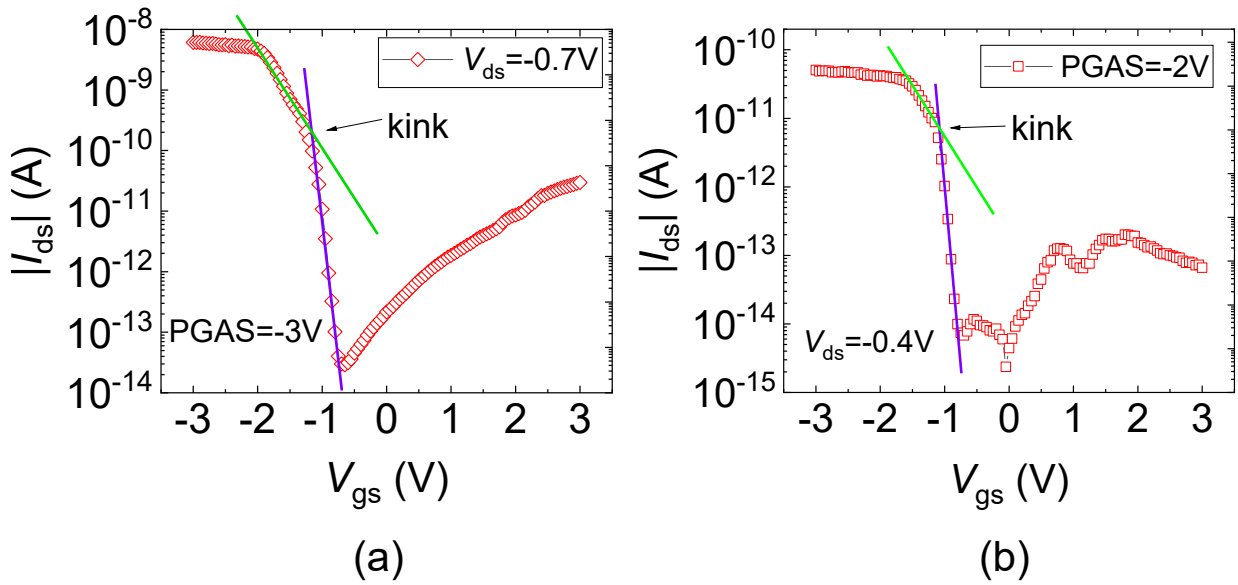 10⁻⁸
10⁻⁹
10⁻¹⁰
10⁻¹¹
10⁻¹²
10⁻¹³
10⁻¹⁴
|I_ds| (A)
V_ds=-0.7V
kink
PGAS=-3V
-3 -2 -1 0 1 2 3
V_gs (V)
(a)
10⁻¹⁰
10⁻¹¹
10⁻¹²
10⁻¹³
10⁻¹⁴
10⁻¹⁵
|I_ds| (A)
PGAS=-2V
kink
V_ds=-0.4V
-3 -2 -1 0 1 2 3
V_gs (V)
(b)